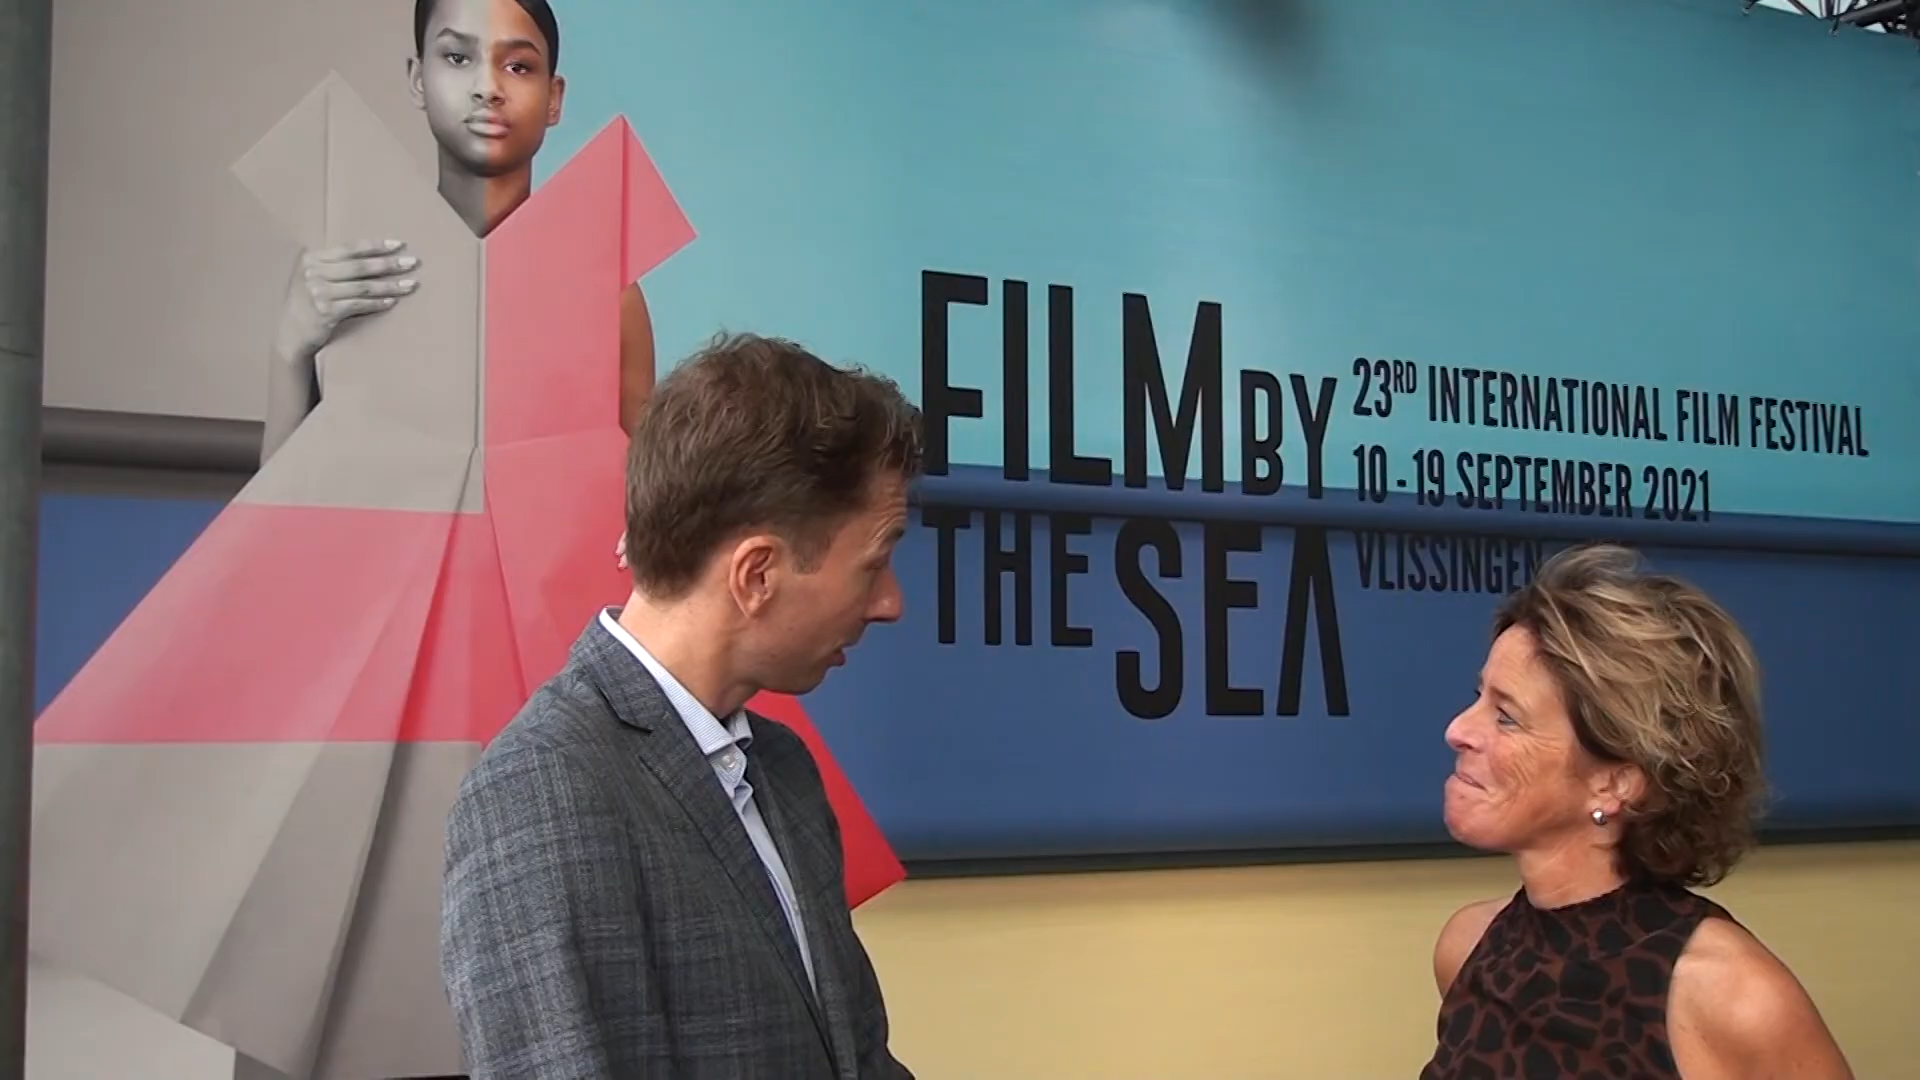 FILM BY
THE SEA
23RD INTERNATIONAL FILM FESTIVAL
10 - 19 SEPTEMBER 2021
VLISSINGEN